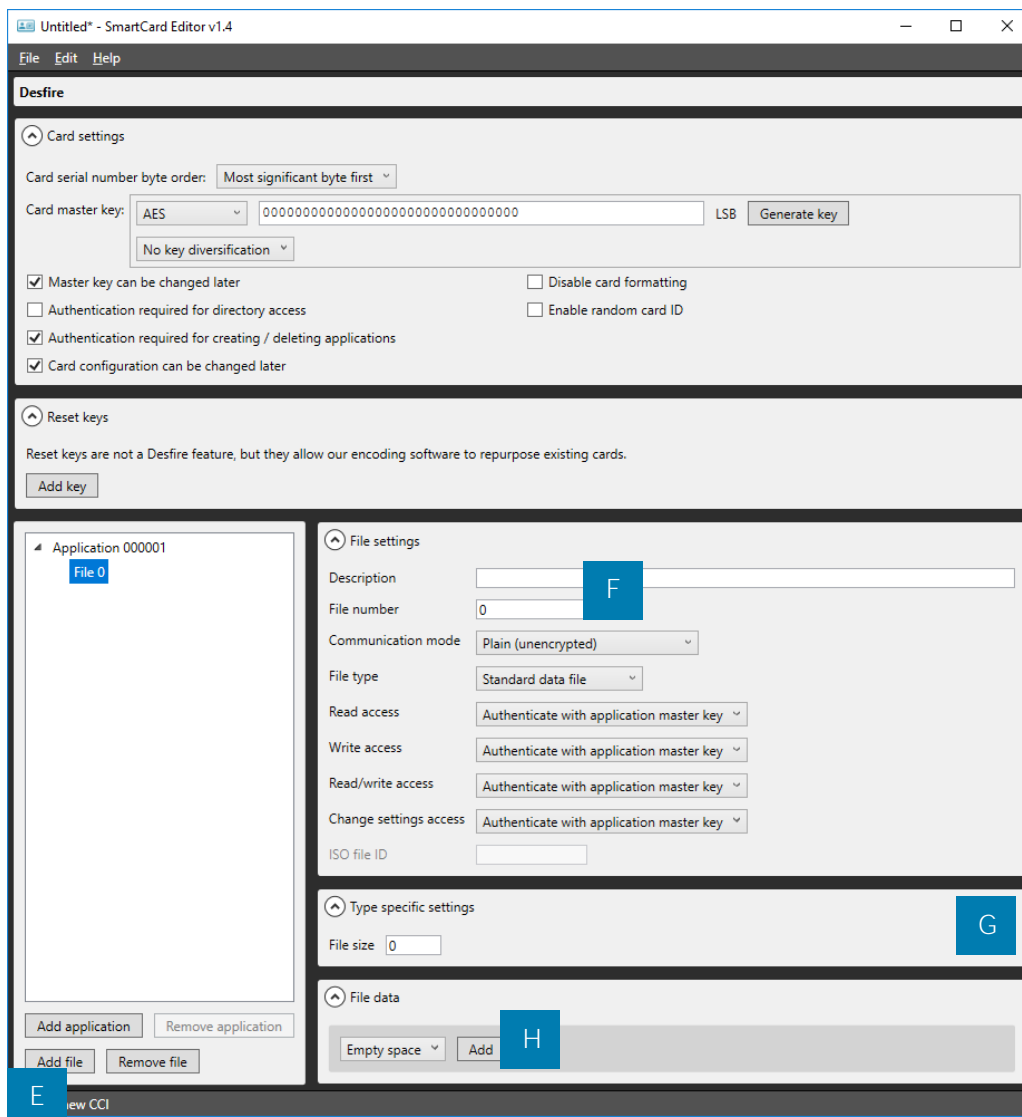 Untitled* - SmartCard Editor v1.4
File Edit Help
Desfire
Card settings
Card serial number byte order: Most significant byte first
Card master key: AES 00000000000000000000000000000000 LSB Generate key
No key diversification
Master key can be changed later Disable card formatting
Authentication required for directory access Enable random card ID
Authentication required for creating / deleting applications
Card configuration can be changed later
Reset keys
Reset keys are not a Desfire feature, but they allow our encoding software to repurpose existing cards.
Add key
Application 000001
File 0
File settings
Description
F
File number 0
Communication mode Plain (unencrypted)
File type Standard data file
Read access Authenticate with application master key
Write access Authenticate with application master key
Read/write access Authenticate with application master key
Change settings access Authenticate with application master key
ISO file ID
Type specific settings
G
File size 0
File data
Empty space Add
H
Add application Remove application
Add file Remove file
E
new CCI